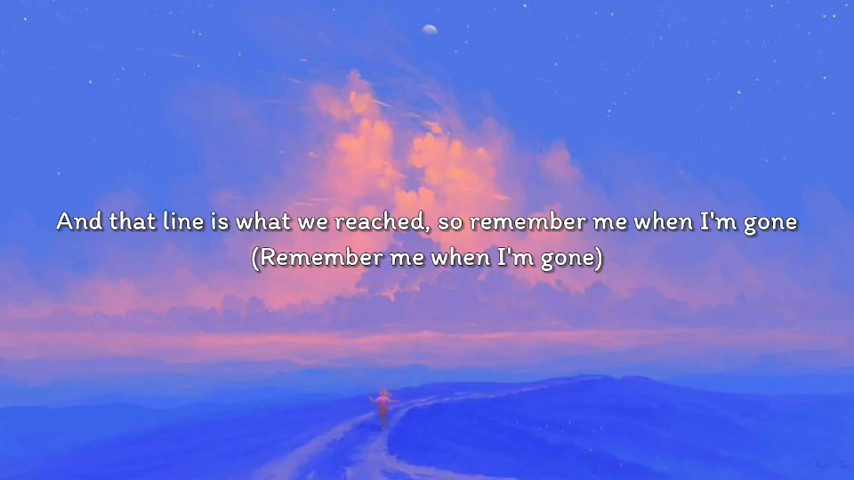 And that line is what we reached, so remember me when I'm gone
(Remember me when I'm gone)